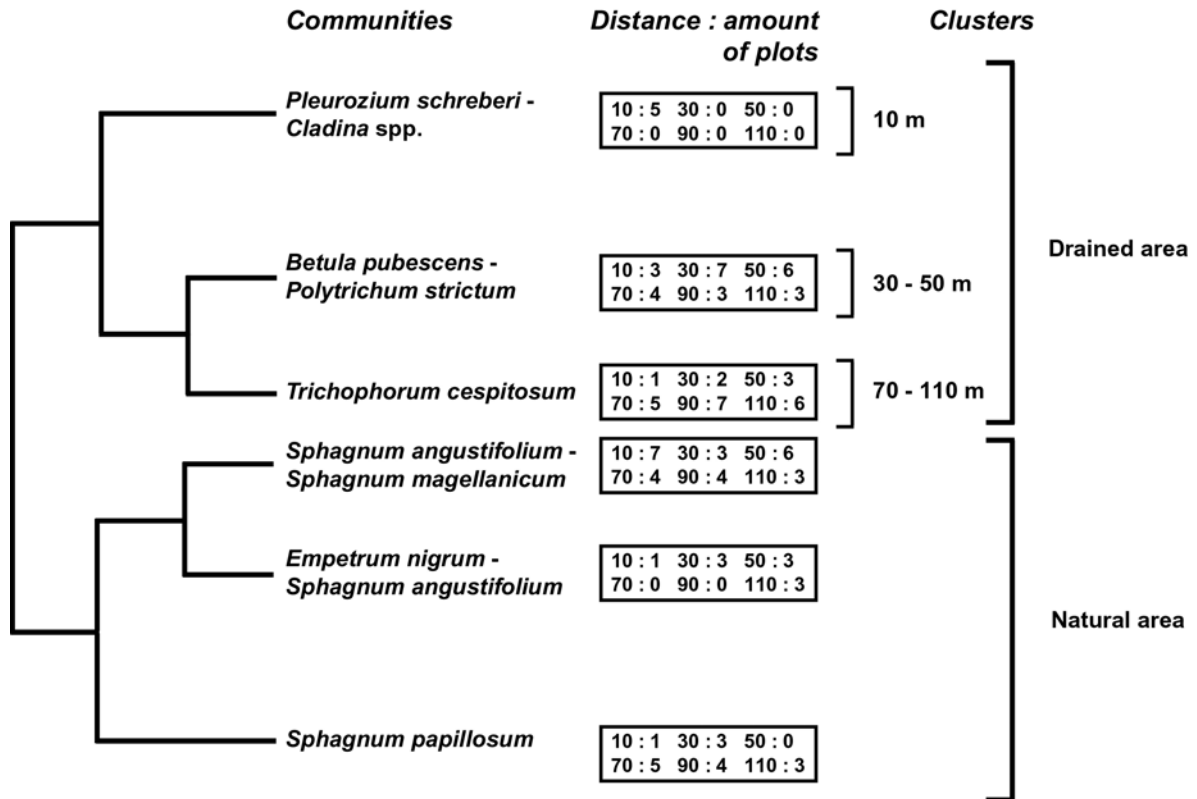 Communities
Distance : amount
of plots
Clusters
Pleurozium schreberi -
Cladina spp.
10 : 5 30 : 0 50 : 0
70 : 0 90 : 0 110 : 0
10 m
Betula pubescens -
Polytrichum strictum
10 : 3 30 : 7 50 : 6
70 : 4 90 : 3 110 : 3
30 - 50 m
Drained area
Trichophorum cespitosum
10 : 1 30 : 2 50 : 3
70 : 5 90 : 7 110 : 6
70 - 110 m
Sphagnum angustifolium -
Sphagnum magellanicum
10 : 7 30 : 3 50 : 6
70 : 4 90 : 4 110 : 3
Empetrum nigrum -
Sphagnum angustifolium
10 : 1 30 : 3 50 : 3
70 : 0 90 : 0 110 : 3
Natural area
Sphagnum papillosum
10 : 1 30 : 3 50 : 0
70 : 5 90 : 4 110 : 3